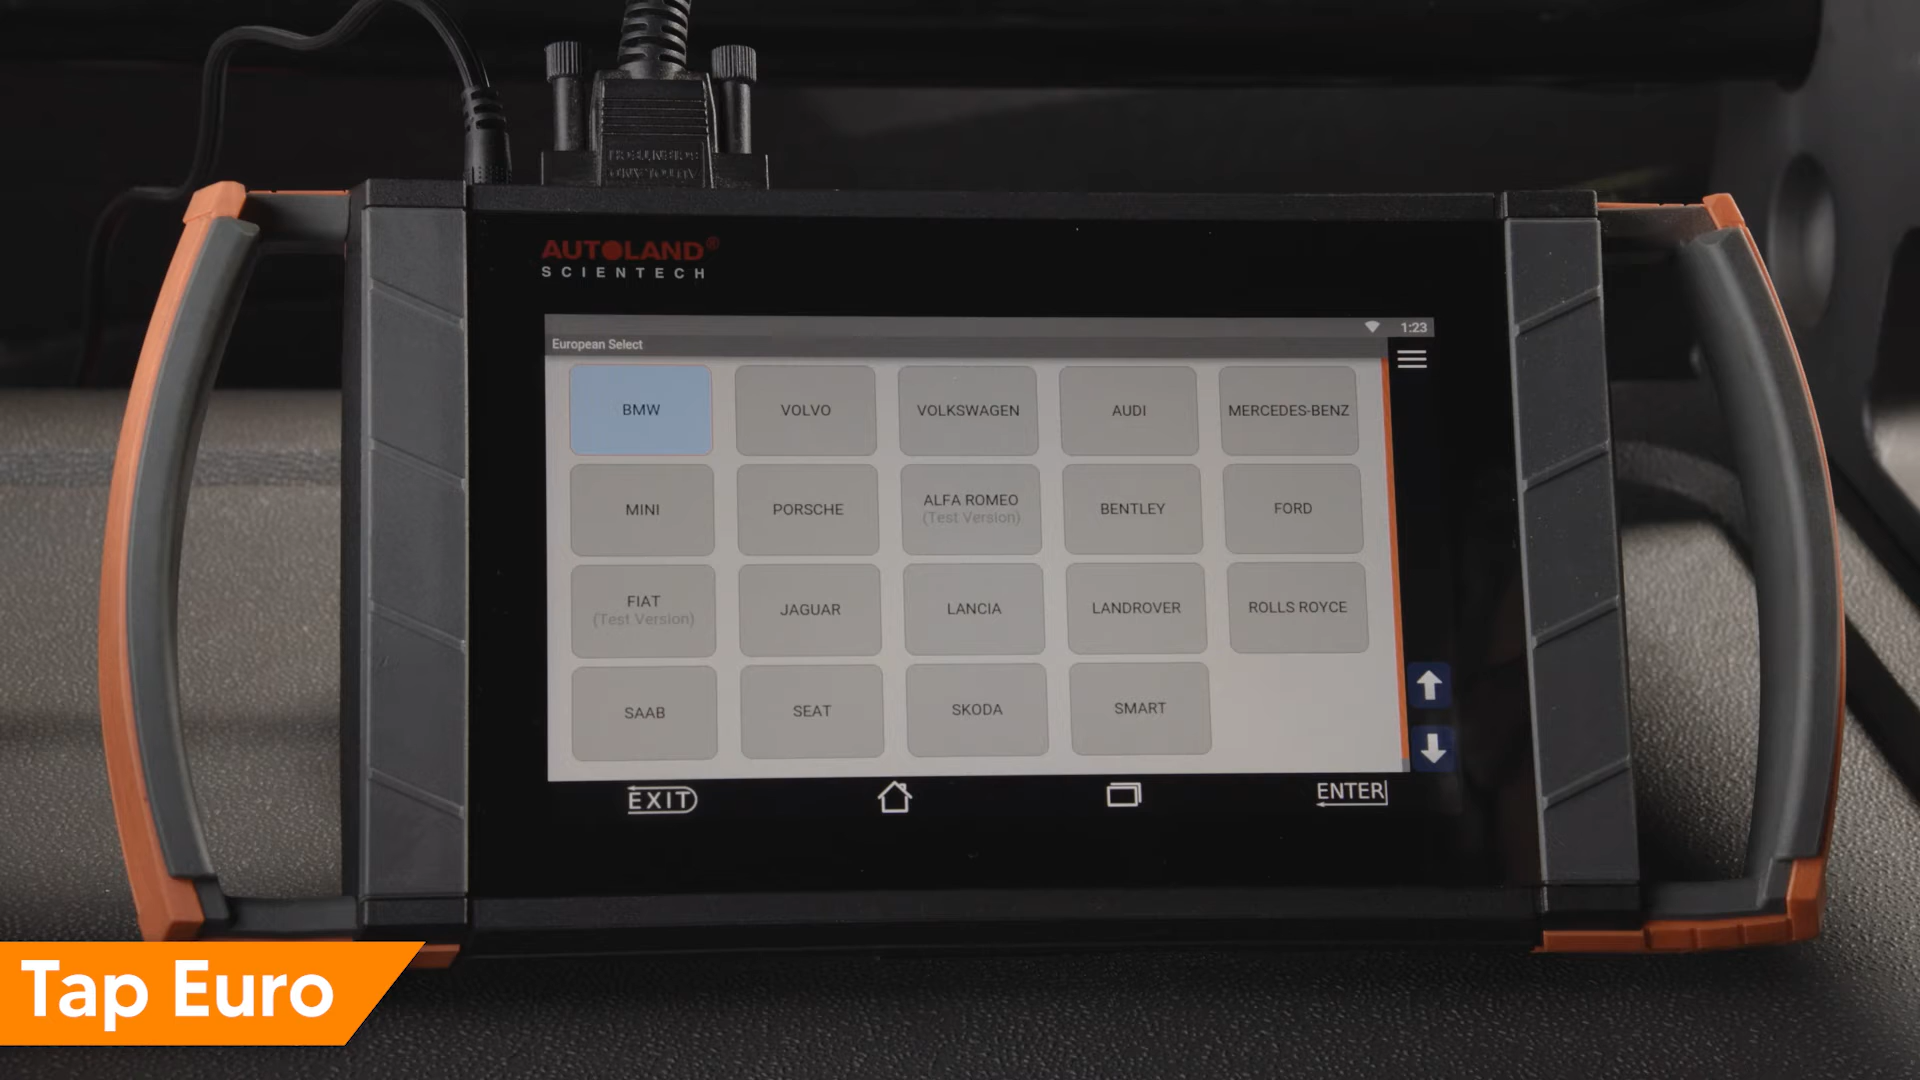 AUTOLAND®
SCIENTECH
1:23
European Select
BMW
VOLVO
VOLKSWAGEN
AUDI
MERCEDES-BENZ
MINI
PORSCHE
ALFA ROMEO
(Test Version)
BENTLEY
FORD
FIAT
(Test Version)
JAGUAR
LANCIA
LANDROVER
ROLLS ROYCE
SAAB
SEAT
SKODA
SMART
EXIT
ENTER
Tap Euro